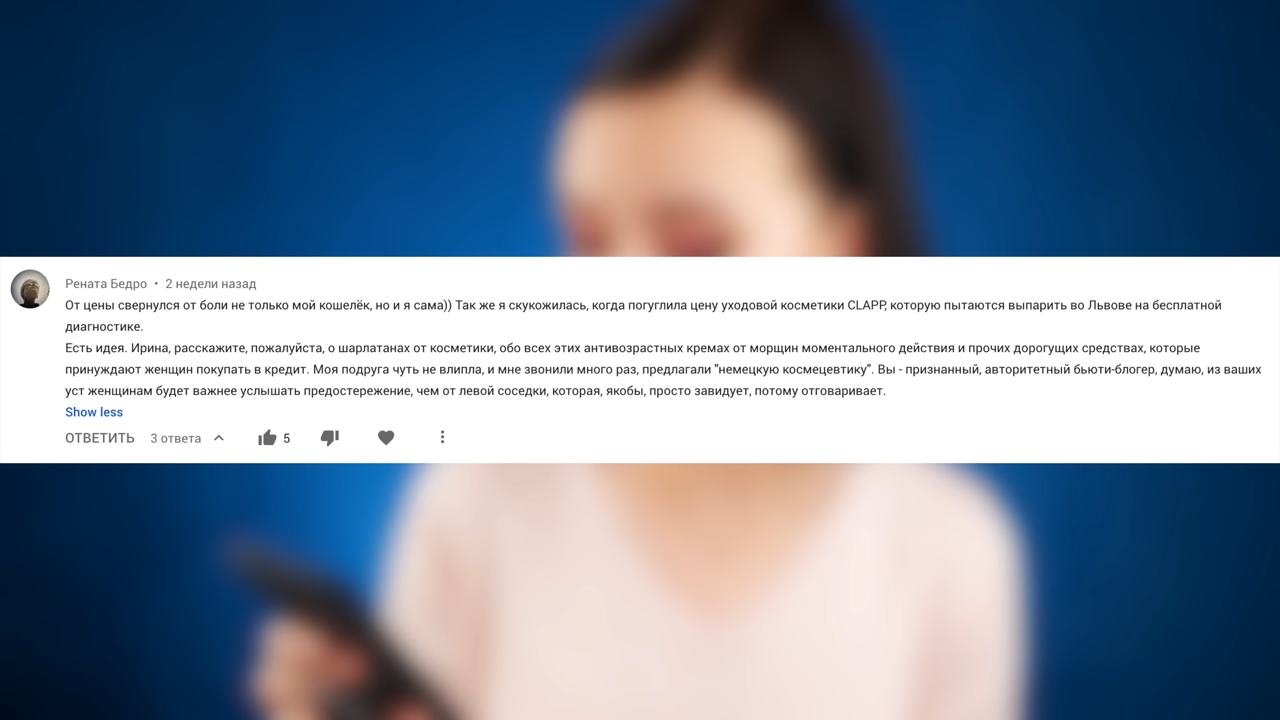 Рената Бедро • 2 недели назад
От цены свернулся от боли не только мой кошелёк, но и я сама)) Так же я скукожилась, когда погуглила цену уходовой косметики CLAPP, которую пытаются выпарить во Львове на бесплатной
диагностике.
Есть идея. Ирина, расскажите, пожалуйста, о шарлатанах от косметики, обо всех этих антивозрастных кремах от морщин моментального действия и прочих дорогущих средствах, которые
принуждают женщин покупать в кредит. Моя подруга чуть не влипла, и мне звонили много раз, предлагали "немецкую космецевтику". Вы - признанный, авторитетный бьюти-блогер, думаю, из ваших
уст женщинам будет важнее услышать предостережение, чем от левой соседки, которая, якобы, просто завидует, потому отговаривает.
Show less
ОТВЕТИТЬ 3 ответа 5